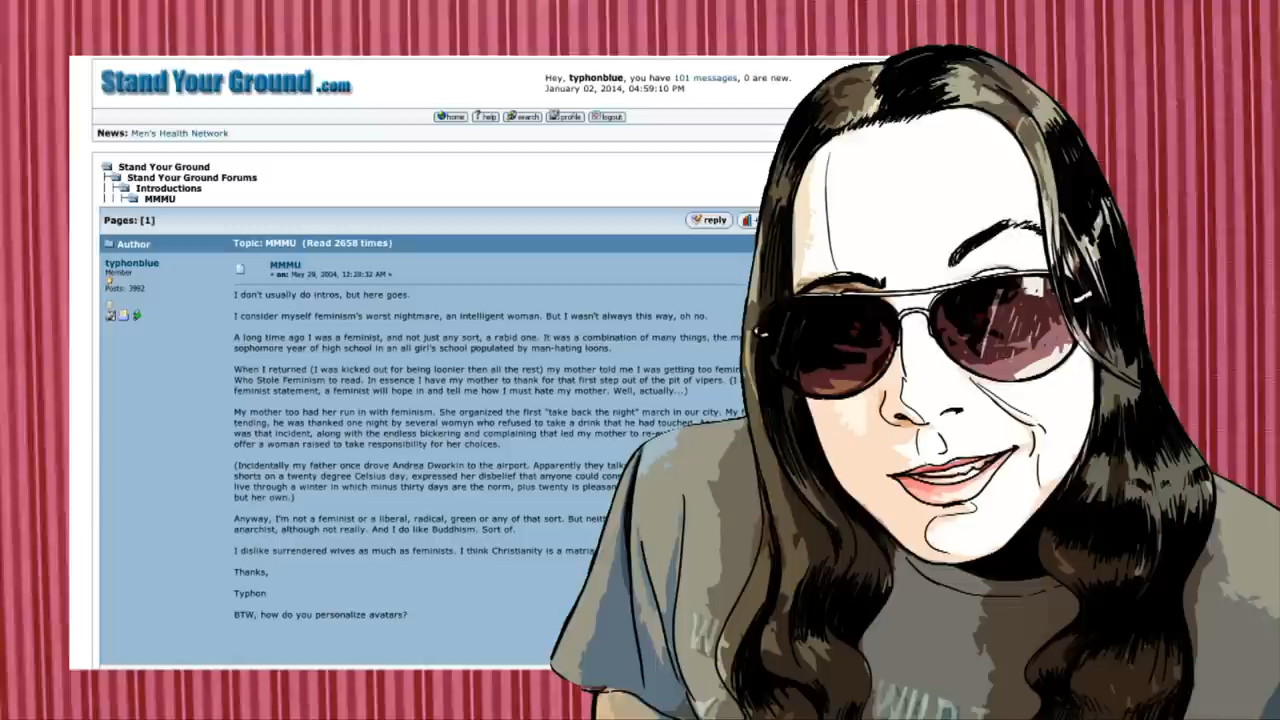 Stand Your Ground .com
Hey, typhonblue, you have 101 messages, 0 are new.
January 02, 2014, 04:59:10 PM
home help search profile logout
News: Men's Health Network
Stand Your Ground
Stand Your Ground Forums
Introductions
MMMU
Pages: [1]
reply
Author Topic: MMMU (Read 2658 times)
typhonblue
Member
Posts: 3982
MMMU
« on: May 29, 2004, 12:28:32 AM »
I don't usually do intros, but here goes.
I consider myself feminism's worst nightmare, an intelligent woman. But I wasn't always this way, oh no.
A long time ago I was a feminist, and not just any sort, a rabid one. It was a combination of many things, the
sophomore year of high school in an all girl's school populated by man-hating loons.
When I returned (I was kicked out for being loonier then all the rest) my mother told me I was getting too
Who Stole Feminism to read. In essence I have my mother to thank for that first step out of the pit of vipers. (I
feminist statement, a feminist will hope in and tell me how I must hate my mother. Well, actually...)
My mother too had her run in with feminism. She organized the first "take back the night" march in our city. My
tending, he was thanked one night by several womyn who refused to take a drink that he had touched.
was that incident, along with the endless bickering and complaining that led my mother to
offer a woman raised to take responsibility for her choices.
(Incidentally my father once drove Andrea Dworkin to the airport. Apparently they
shorts on a twenty degree Celsius day, expressed her disbelief that anyone could
live through a winter in which minus thirty days are the norm, plus twenty is
but her own.)
Anyway, I'm not a feminist or a liberal, radical, green or any of that sort. But
anarchist, although not really. And I do like Buddhism. Sort of.
I dislike surrendered wives as much as feminists. I think Christianity is a
Thanks,
Typhon
BTW, how do you personalize avatars?
WILD